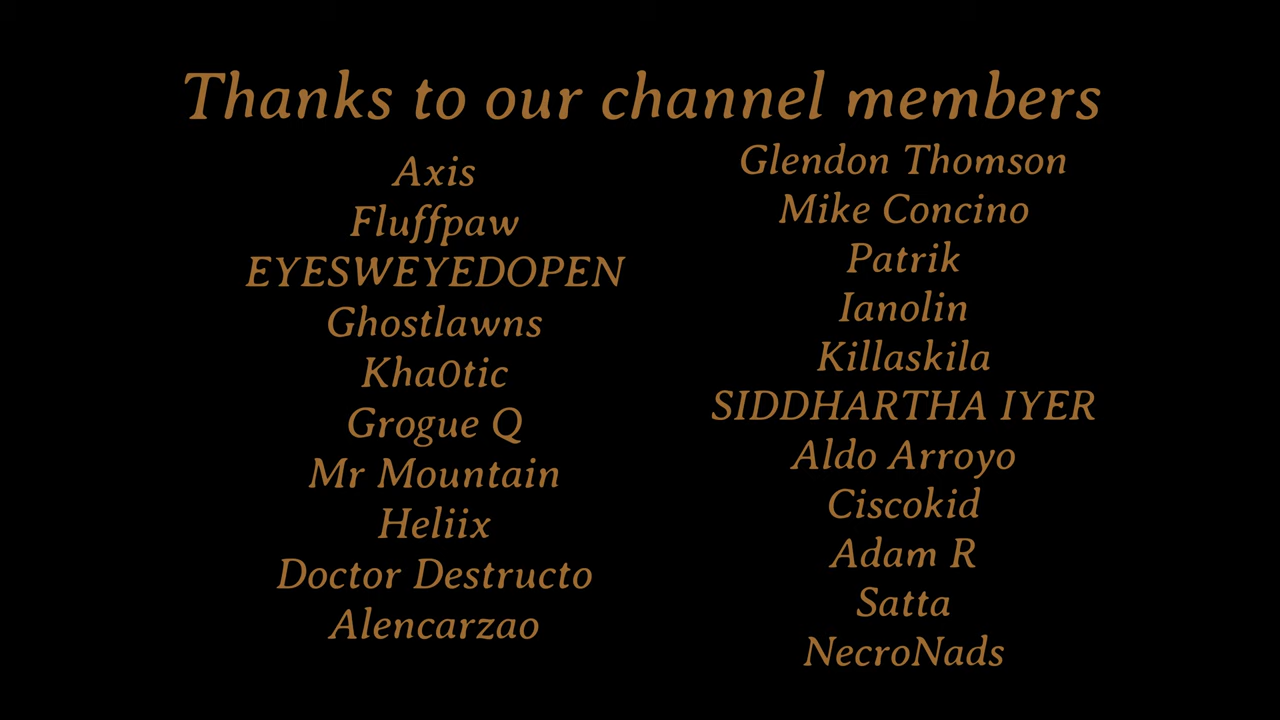 Thanks to our channel members
Axis
Fluffpaw
EYESWEYEDOPEN
Ghostlawns
Kha0tic
Grogue Q
Mr Mountain
Heliix
Doctor Destructo
Alencarzao
Glendon Thomson
Mike Concino
Patrik
Ianolin
Killaskila
SIDDHARTHA IYER
Aldo Arroyo
Ciscokid
Adam R
Satta
NecroNads